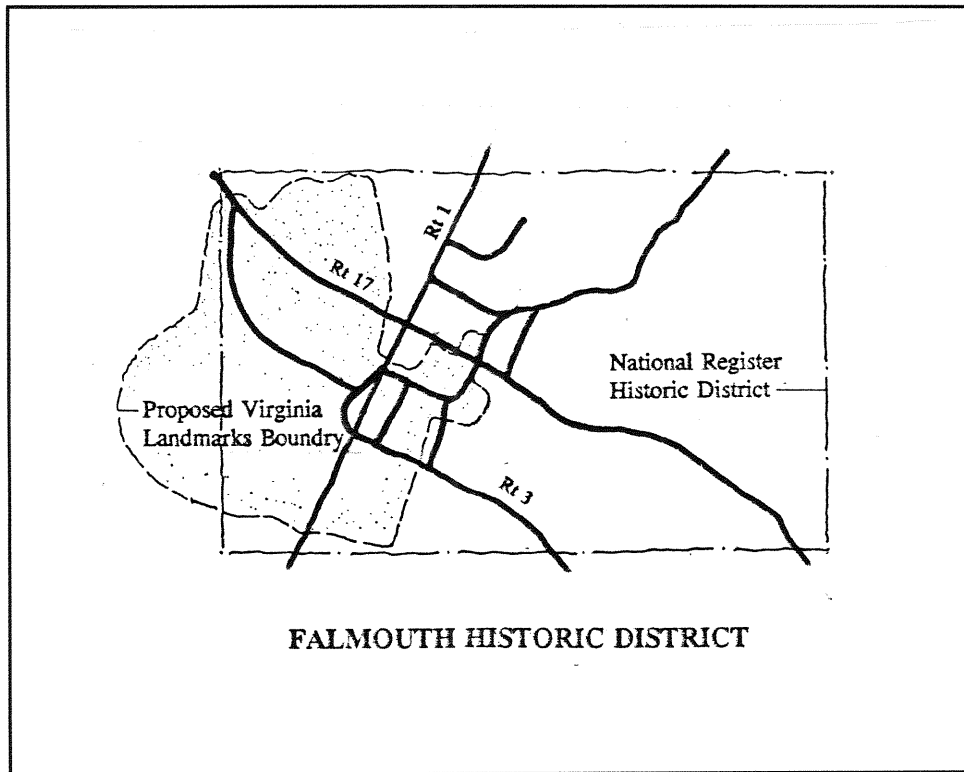 Rt 1
Rt 17
National Register
Historic District
Proposed Virginia
Landmarks Boundry
Rt 3
FALMOUTH HISTORIC DISTRICT